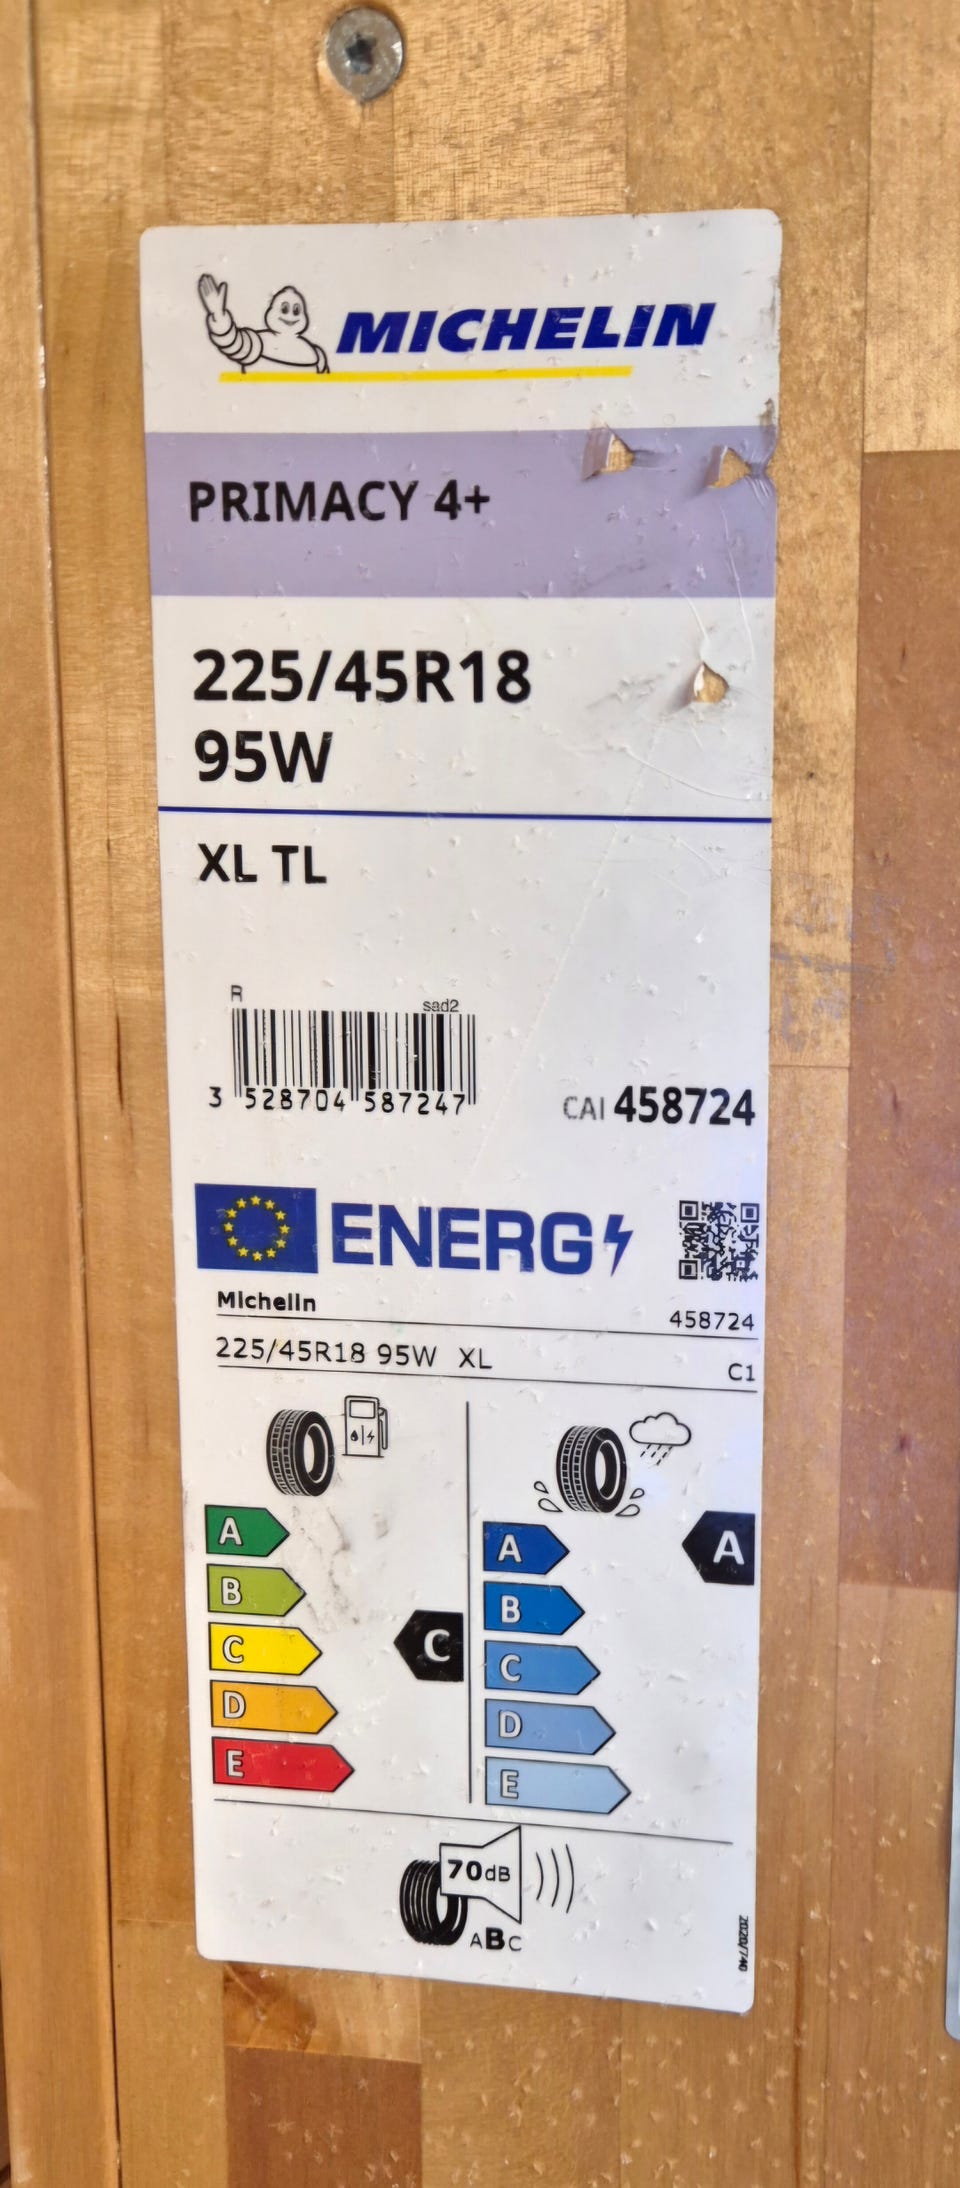 MICHELIN
PRIMACY 4+
225/45R18
95W
XL TL
R sad2
3 528704 587247
CAI 458724
ENERG
Michelin 458724
225/45R18 95W XL C1
A
B
C
D
E
C
A
B
C
D
E
A
70dB
ABC
2020/740